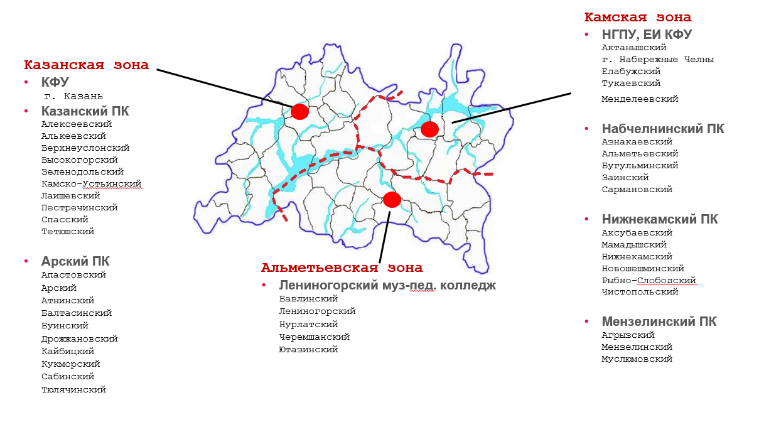 Казанская зона
• КФУ
г. Казань
• Казанский ПК
Алексеевский
Алькеевский
Верхнеуслонский
Высокогорский
Зеленодольский
Камско-Устьинский
Лаишевский
Пестречинский
Спасский
Тетюшский
• Арский ПК
Апастовский
Арский
Атнинский
Балтасинский
Буинский
Дрожжановский
Кайбицкий
Кукморский
Сабинский
Тюлячинский
Альметьевская зона
• Лениногорский муз-пед. колледж
Бавлинский
Лениногорский
Нурлатский
Черемшанский
Ютазинский
Камская зона
• НГПУ, ЕИ КФУ
Актанышский
г. Набережные Челны
Елабужский
Тукаевский
Менделеевский
• Набчелнинский ПК
Азнакаевский
Альметьевский
Бугульминский
Заинский
Сармановский
• Нижнекамский ПК
Аксубаевский
Мамадышский
Нижнекамский
Новошешминский
Рыбно-Слободский
Чистопольский
• Мензелинский ПК
Агрызский
Мензелинский
Муслюмовский